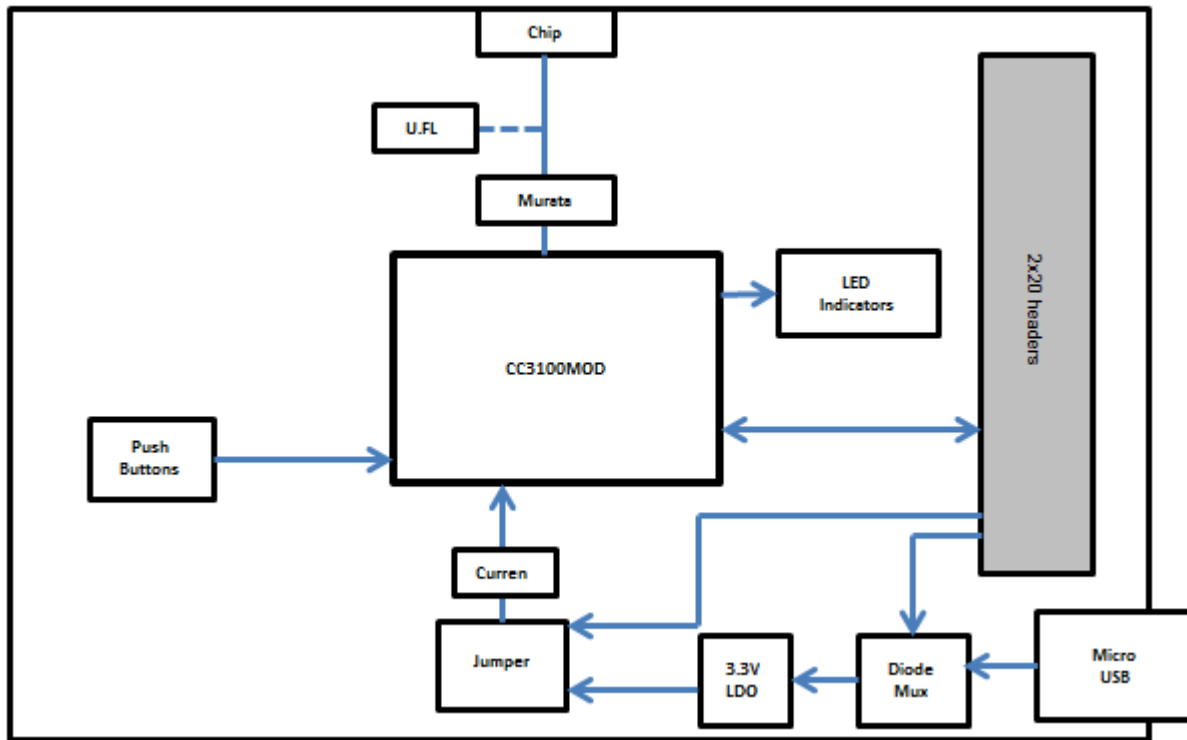 Chip
U.FL
Murata
LED
Indicators
2x20 headers
CC3100MOD
Push
Buttons
Curren
Jumper
3.3V
LDO
Diode
Mux
Micro
USB